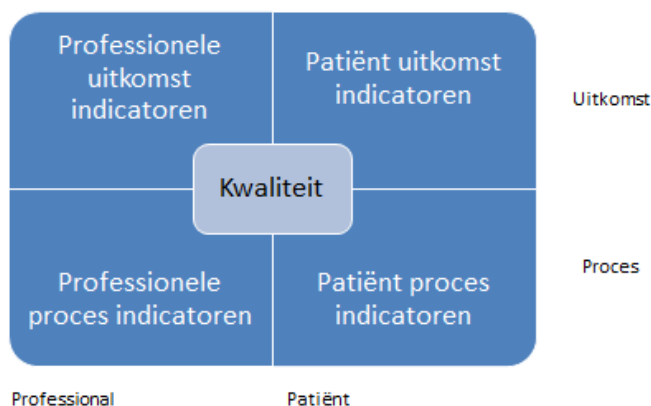 Professionele
uitkomst
indicatoren
Patiënt uitkomst
indicatoren
Uitkomst
Kwaliteit
Professionele
proces indicatoren
Patiënt proces
indicatoren
Proces
Professional
Patiënt